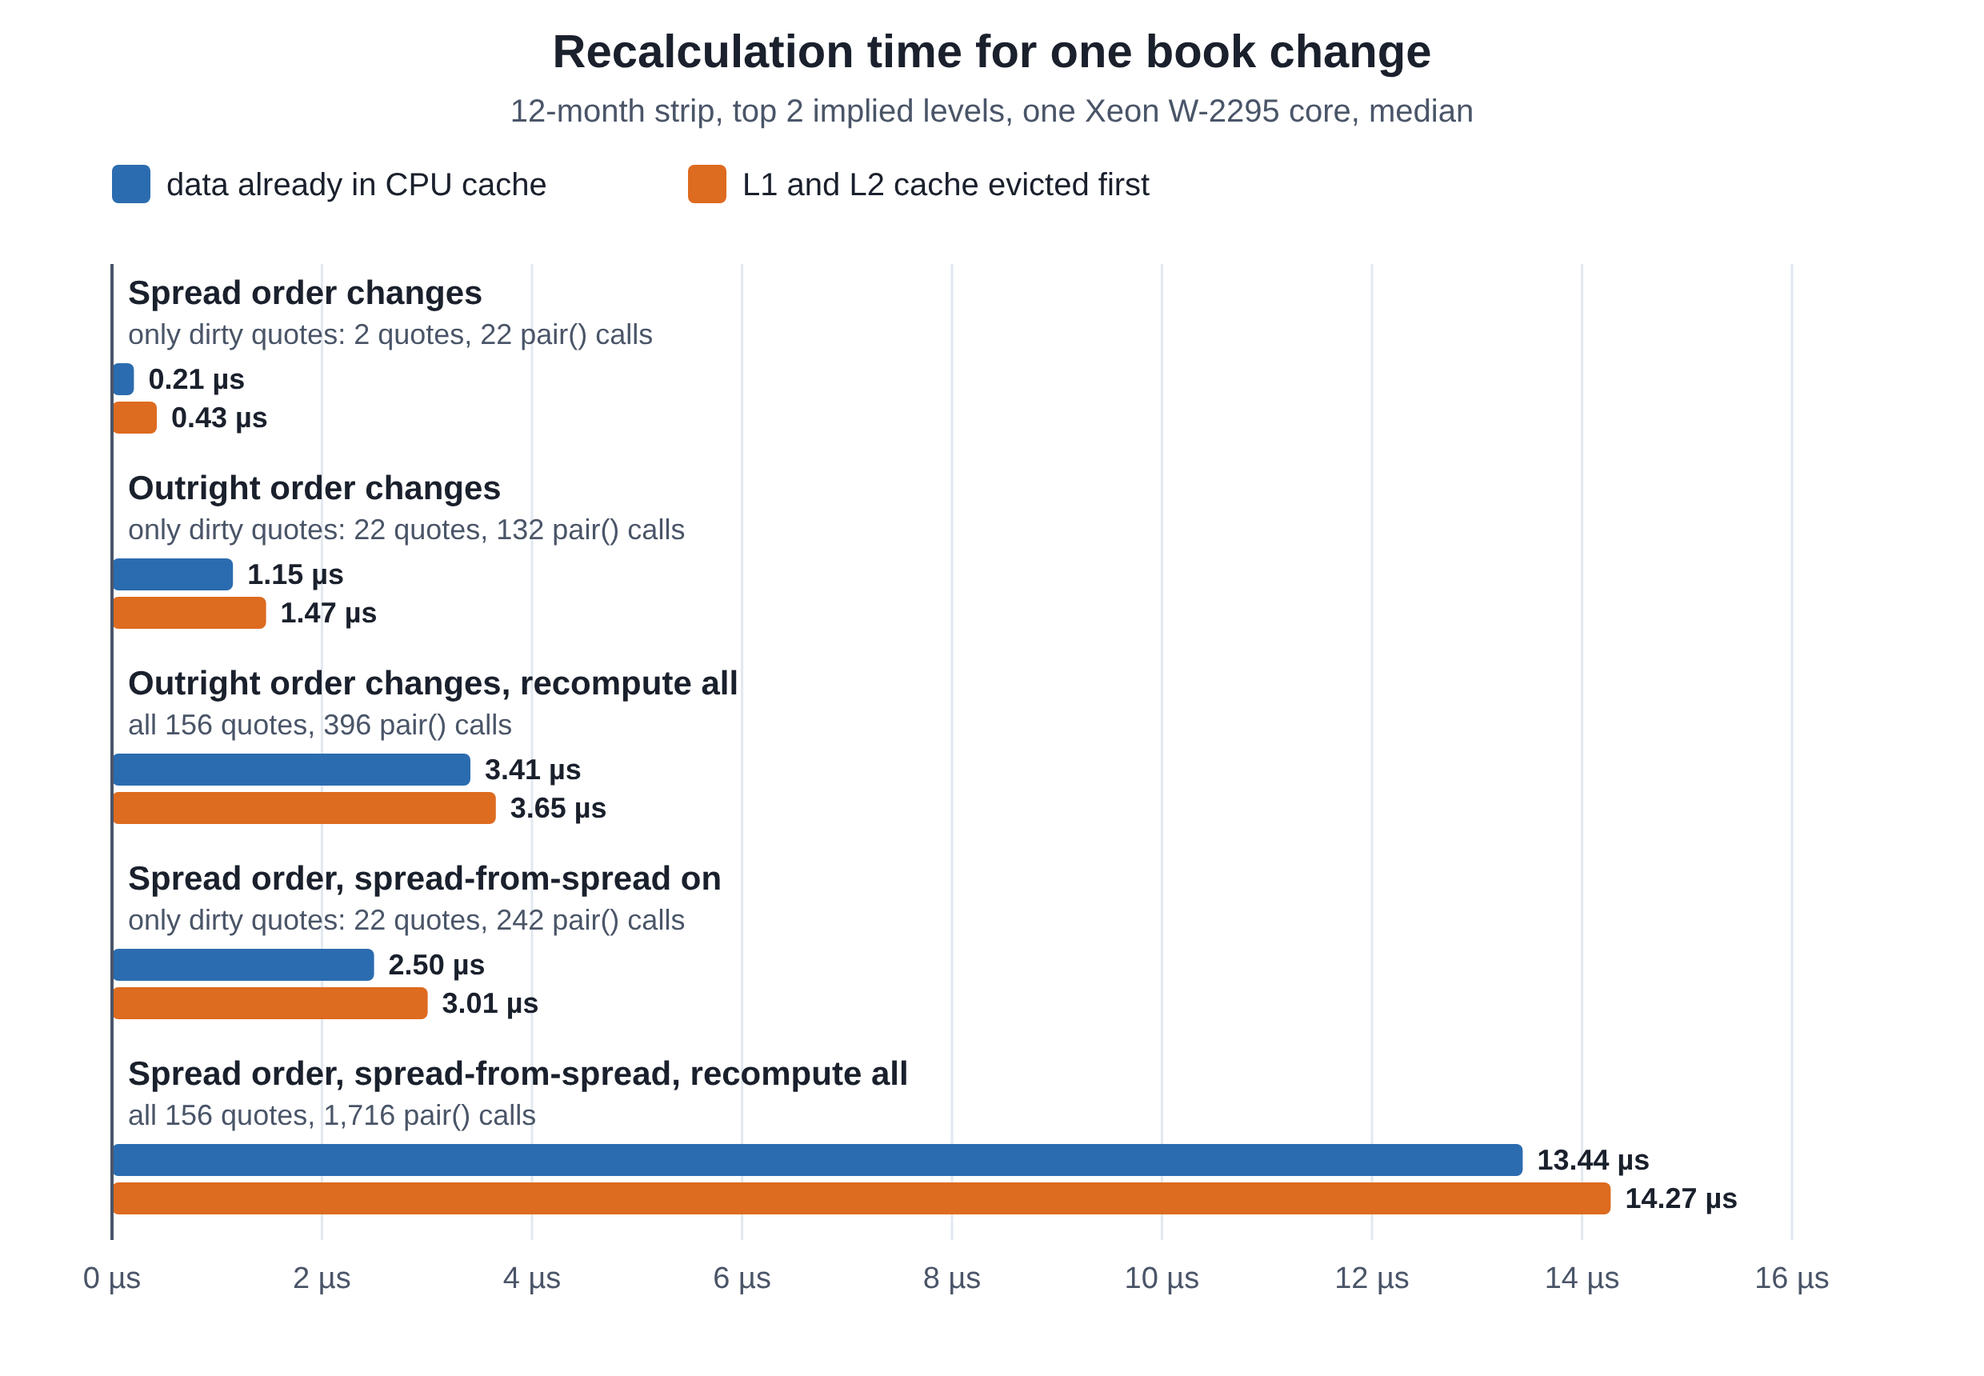 Recalculation time for one book change
12-month strip, top 2 implied levels, one Xeon W-2295 core, median
data already in CPU cache
L1 and L2 cache evicted first
Spread order changes
only dirty quotes: 2 quotes, 22 pair() calls
0.21 µs
0.43 µs
Outright order changes
only dirty quotes: 22 quotes, 132 pair() calls
1.15 µs
1.47 µs
Outright order changes, recompute all
all 156 quotes, 396 pair() calls
3.41 µs
3.65 µs
Spread order, spread-from-spread on
only dirty quotes: 22 quotes, 242 pair() calls
2.50 µs
3.01 µs
Spread order, spread-from-spread, recompute all
all 156 quotes, 1,716 pair() calls
13.44 µs
14.27 µs
0 µs 2 µs 4 µs 6 µs 8 µs 10 µs 12 µs 14 µs 16 µs